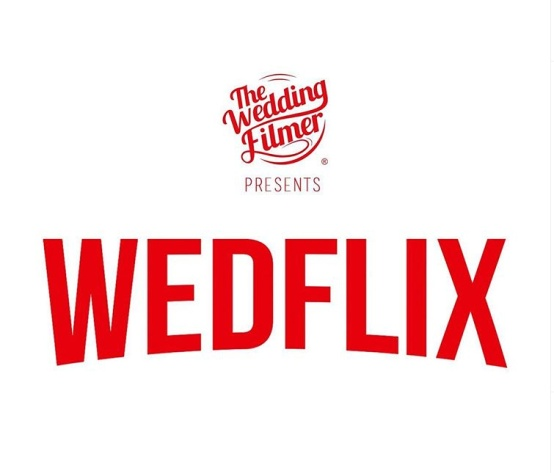 The
Wedding
Filmer
®
PRESENTS
WEDFLIX